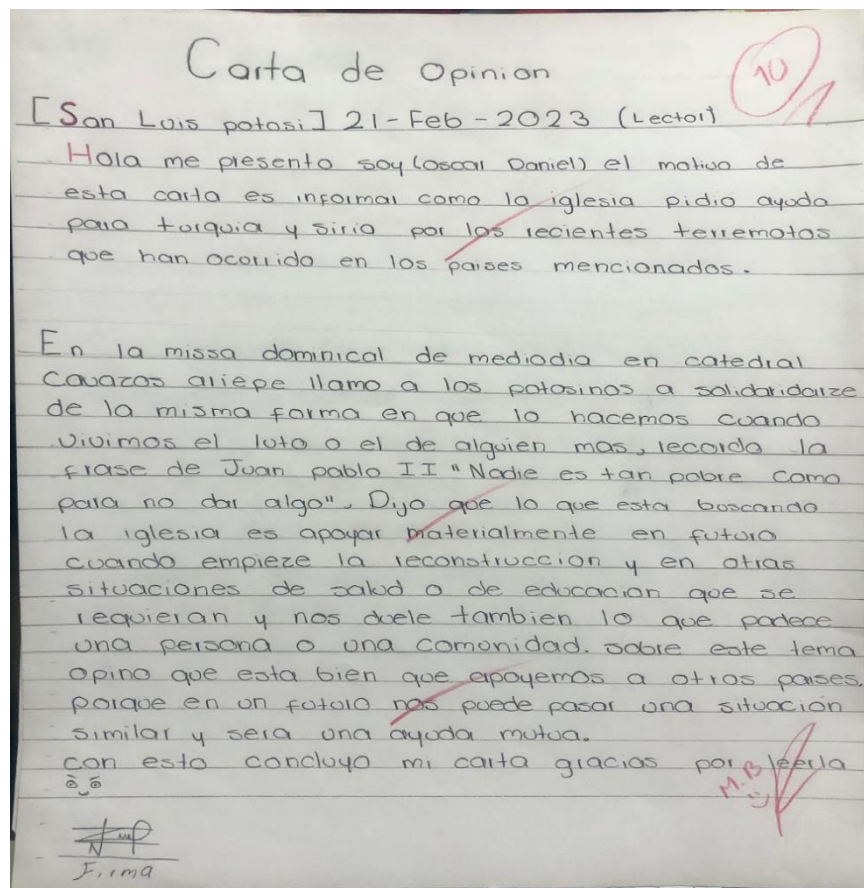 Carta de Opinion
10/1
[San Luis potosi] 21-Feb-2023 (Lector)
Hola me presento soy (oscar Daniel) el motivo de
esta carta es informar como la iglesia pidio ayuda
para turquia y siria por los recientes terremotos
que han ocurrido en los paises mencionados.
En la missa dominical de mediodia en catedral
Cavazos ariepe llamo a los potosinos a solidaridarze
de la misma forma en que lo hacemos cuando
vivimos el luto o el de alguien mas, recordo la
frase de Juan pablo II "Nadie es tan pobre como
para no dar algo". Dijo que lo que esta buscando
la iglesia es apoyar materialmente en futuro
cuando empieze la reconstruccion y en otras
situaciones de salud o de educacion que se
requieran y nos duele tambien lo que padece
una persona o una comunidad. sobre este tema
opino que esta bien que apoyemos a otros paises.
porque en un futuro nos puede pasar una situación
similar y sera una ayuda mutua.
con esto concluyo mi carta gracias por leerla
M.B
Firma